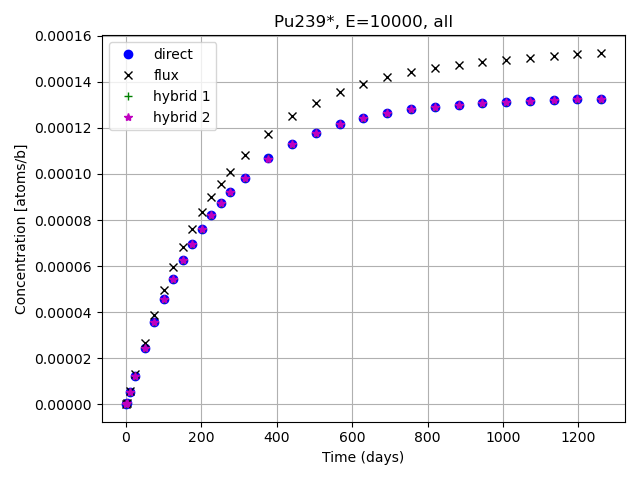 Pu239*, E=10000, all
0.00016
0.00014
0.00012
0.00010
0.00008
0.00006
0.00004
0.00002
0.00000
Concentration [atoms/b]
direct
flux
hybrid 1
hybrid 2
0 200 400 600 800 1000 1200
Time (days)